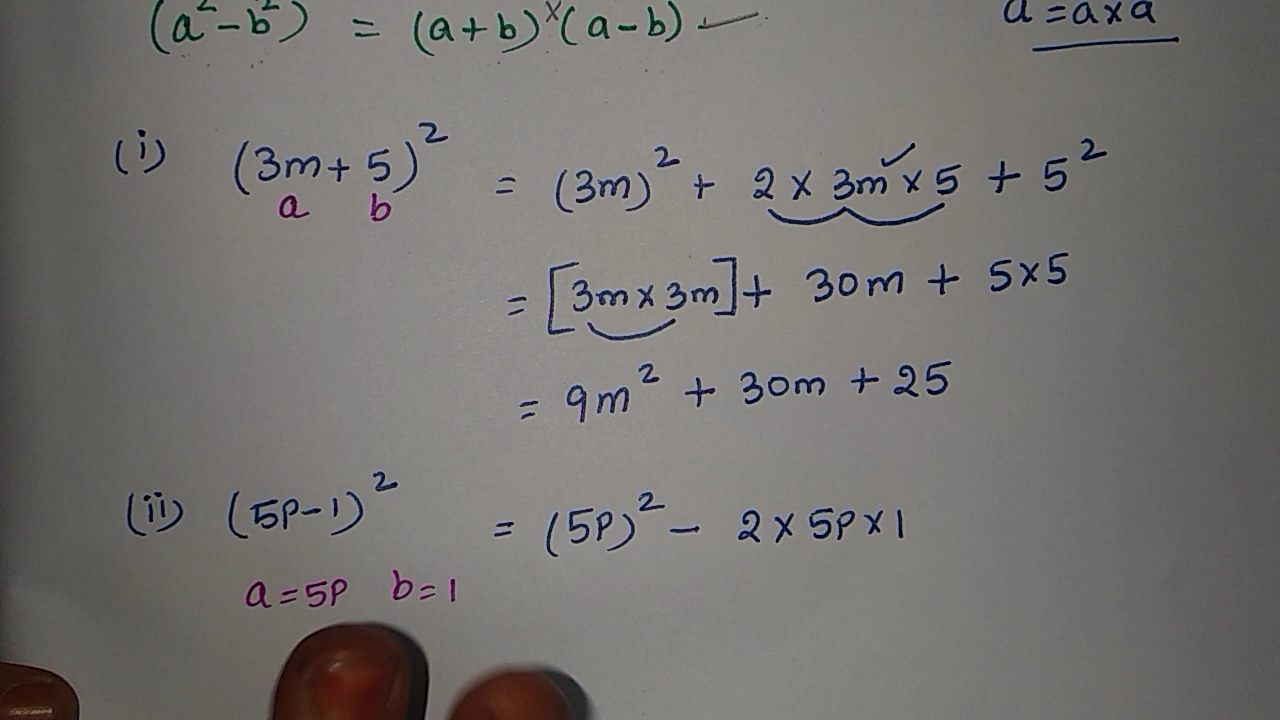 (a²-b²) = (a+b)×(a-b)
a =a×a
(i) (3m+5)² = (3m)² + 2 × 3m × 5 + 5²
a b
= [3m×3m]+ 30m + 5×5
= 9m² + 30m + 25
(ii) (5P-1)² = (5P)² - 2×5P×1
a=5P b=1